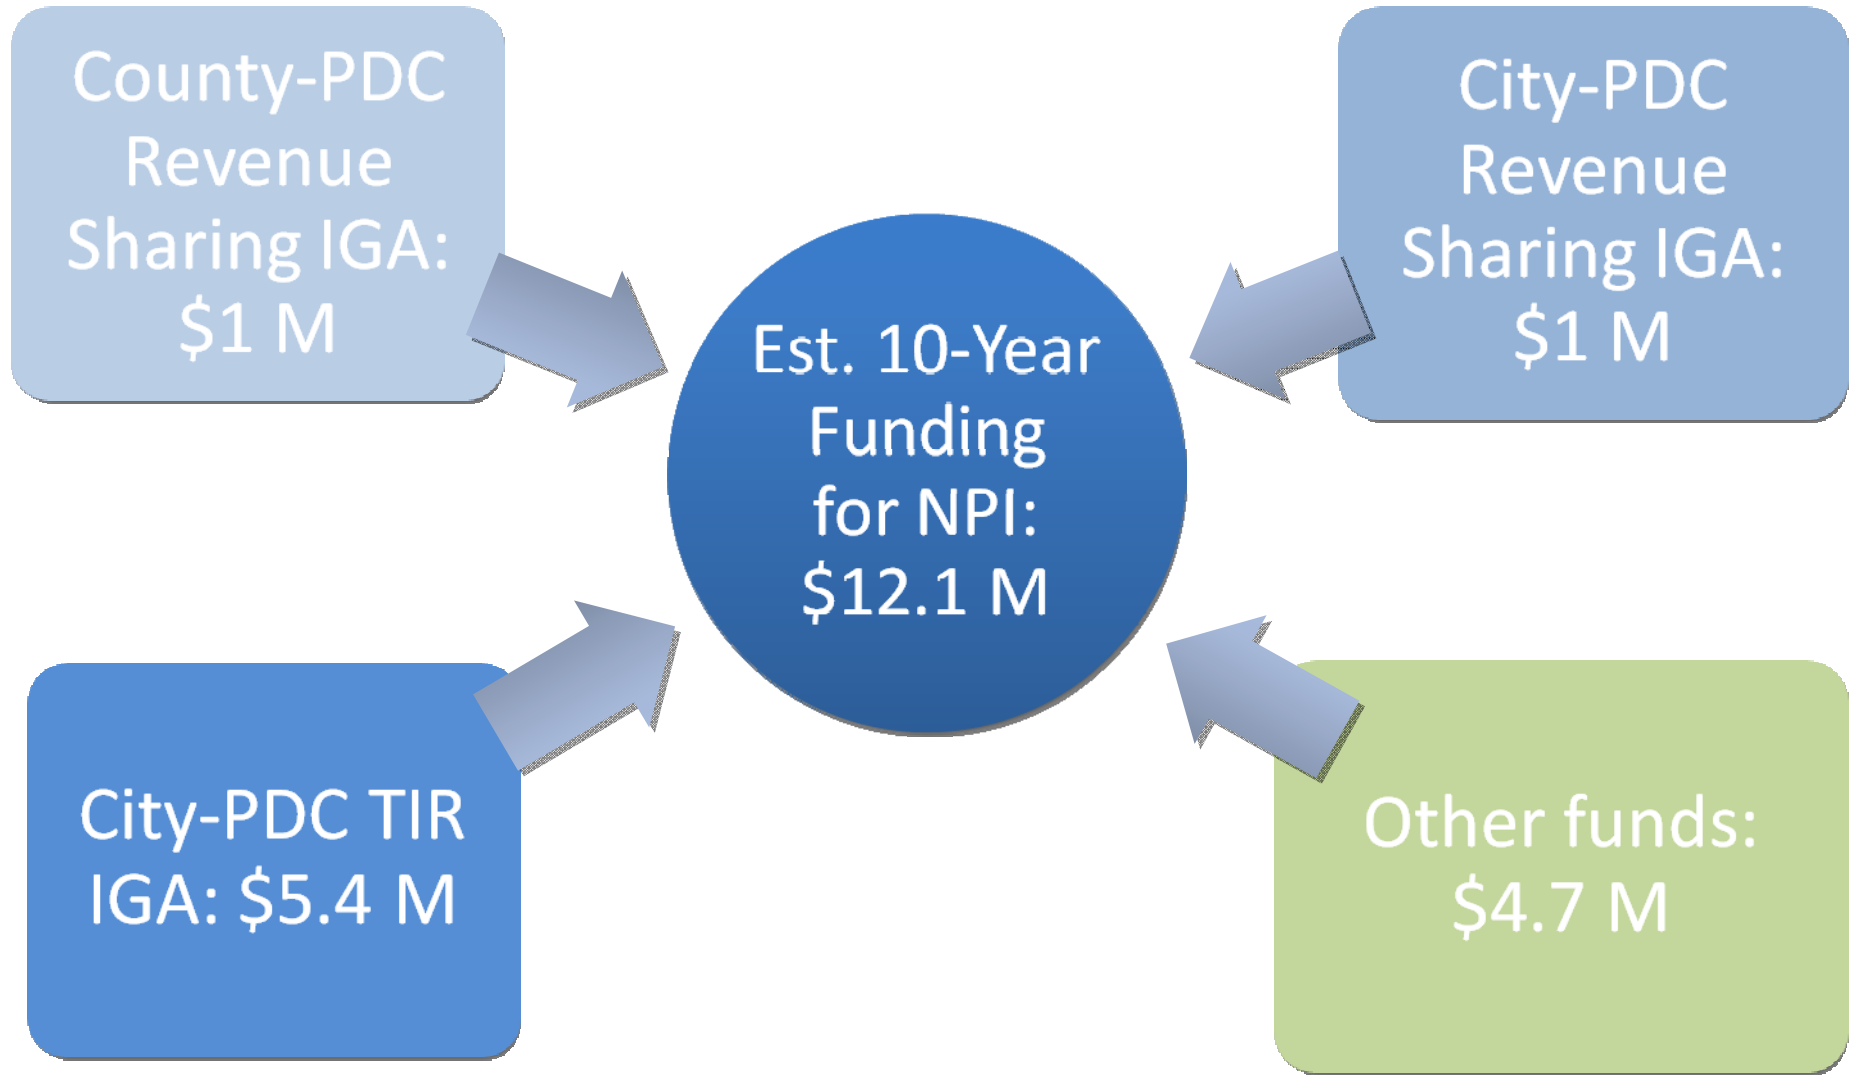 County-PDC
Revenue
Sharing IGA:
$1 M
City-PDC
Revenue
Sharing IGA:
$1 M
Est. 10-Year
Funding
for NPI:
$12.1 M
City-PDC TIR
IGA: $5.4 M
Other funds:
$4.7 M